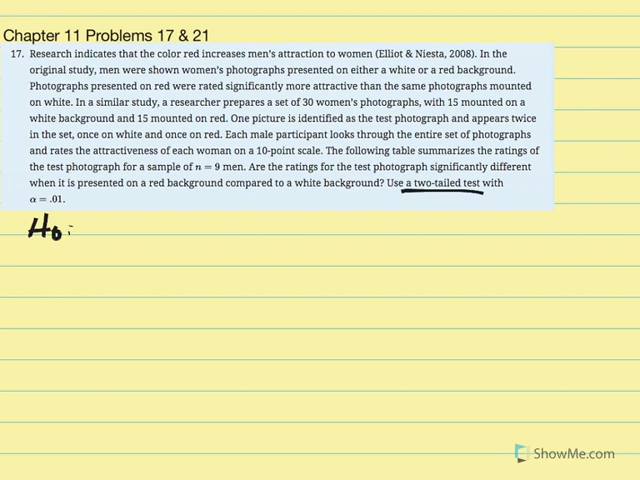 Chapter 11 Problems 17 & 21
17. Research indicates that the color red increases men's attraction to women (Elliot & Niesta, 2008). In the
original study, men were shown women's photographs presented on either a white or a red background.
Photographs presented on red were rated significantly more attractive than the same photographs mounted
on white. In a similar study, a researcher prepares a set of 30 women's photographs, with 15 mounted on a
white background and 15 mounted on red. One picture is identified as the test photograph and appears twice
in the set, once on white and once on red. Each male participant looks through the entire set of photographs
and rates the attractiveness of each woman on a 10-point scale. The following table summarizes the ratings of
the test photograph for a sample of n = 9 men. Are the ratings for the test photograph significantly different
when it is presented on a red background compared to a white background? Use a two-tailed test with
α = .01.
H0:
ShowMe.com